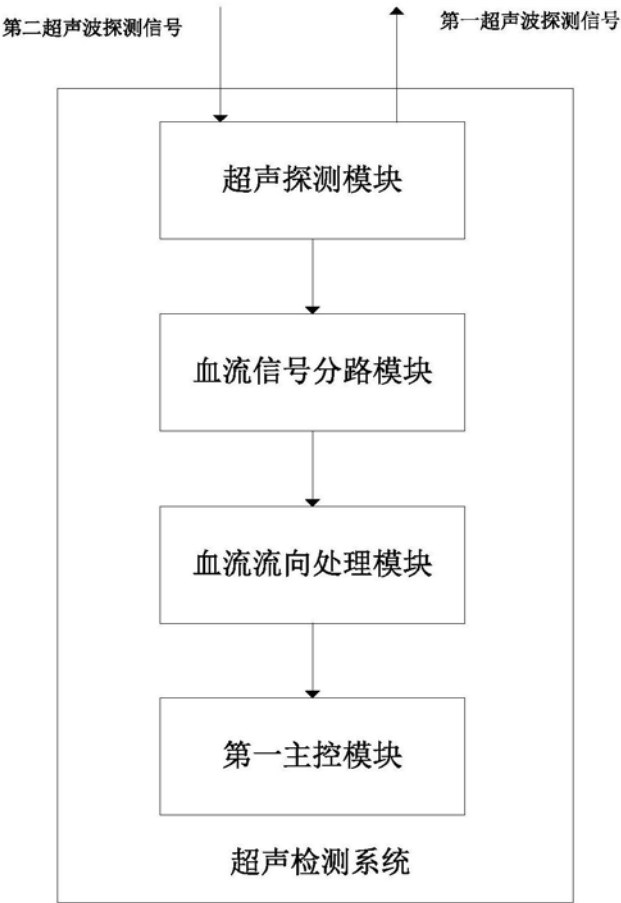 第二超声波探测信号
第一超声波探测信号
超声探测模块
血流信号分路模块
血流流向处理模块
第一主控模块
超声检测系统